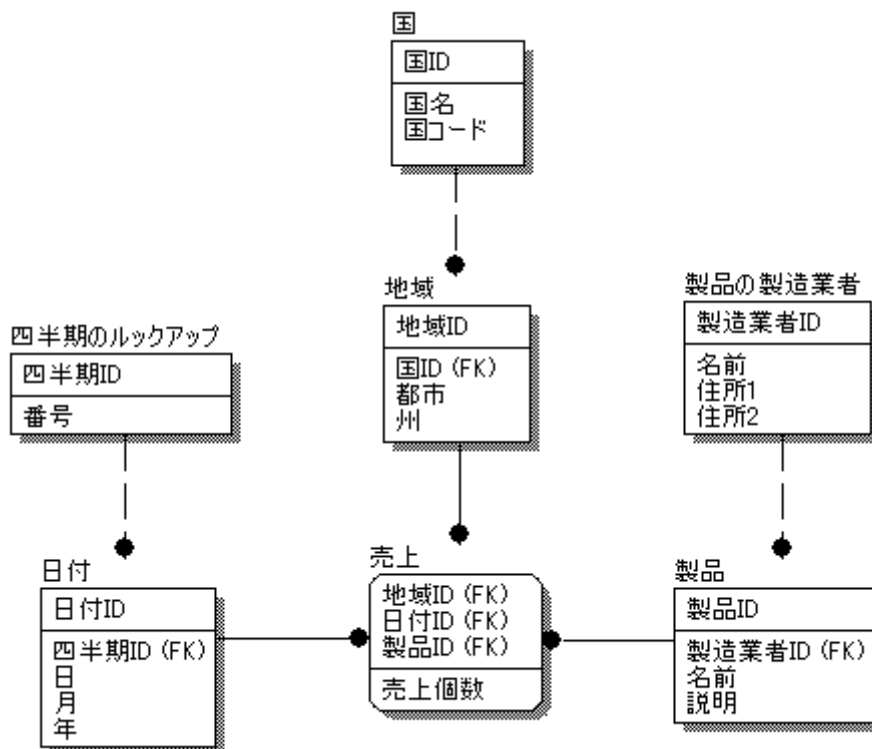 国
国ID
国名
国コード
地域
地域ID
国ID (FK)
都市
州
製品の製造業者
製造業者ID
名前
住所1
住所2
四半期のルックアップ
四半期ID
番号
日付
日付ID
四半期ID (FK)
日
月
年
売上
地域ID (FK)
日付ID (FK)
製品ID (FK)
売上個数
製品
製品ID
製造業者ID (FK)
名前
説明